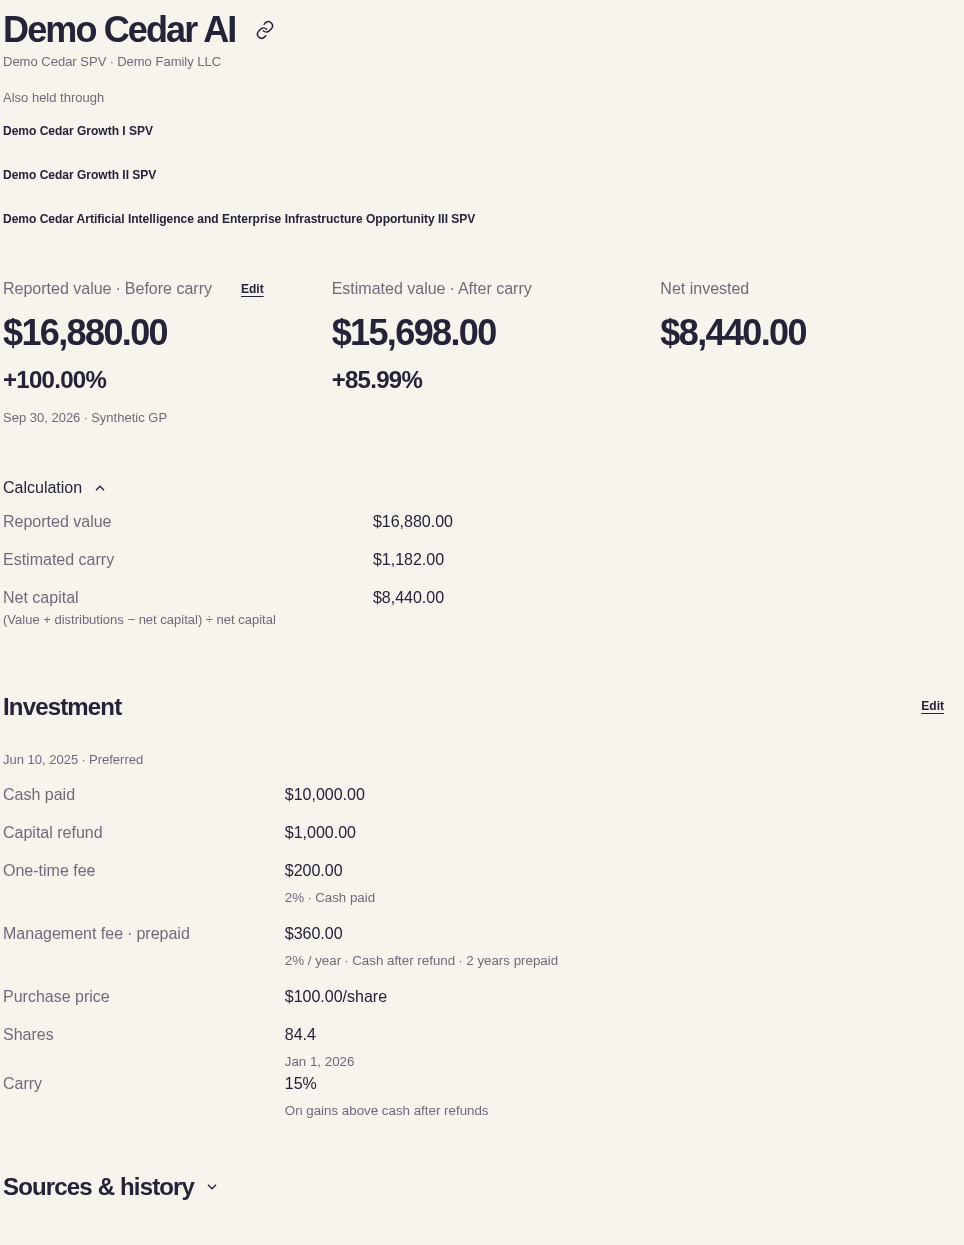 Demo Cedar AI
Demo Cedar SPV · Demo Family LLC
Also held through
Demo Cedar Growth I SPV
Demo Cedar Growth II SPV
Demo Cedar Artificial Intelligence and Enterprise Infrastructure Opportunity III SPV
Reported value · Before carry Edit
$16,880.00
+100.00%
Sep 30, 2026 · Synthetic GP
Estimated value · After carry
$15,698.00
+85.99%
Net invested
$8,440.00
Calculation
Reported value $16,880.00
Estimated carry $1,182.00
Net capital $8,440.00
(Value + distributions − net capital) ÷ net capital
Investment Edit
Jun 10, 2025 · Preferred
Cash paid $10,000.00
Capital refund $1,000.00
One-time fee $200.00
2% · Cash paid
Management fee · prepaid $360.00
2% / year · Cash after refund · 2 years prepaid
Purchase price $100.00/share
Shares 84.4
Jan 1, 2026
Carry 15%
On gains above cash after refunds
Sources & history